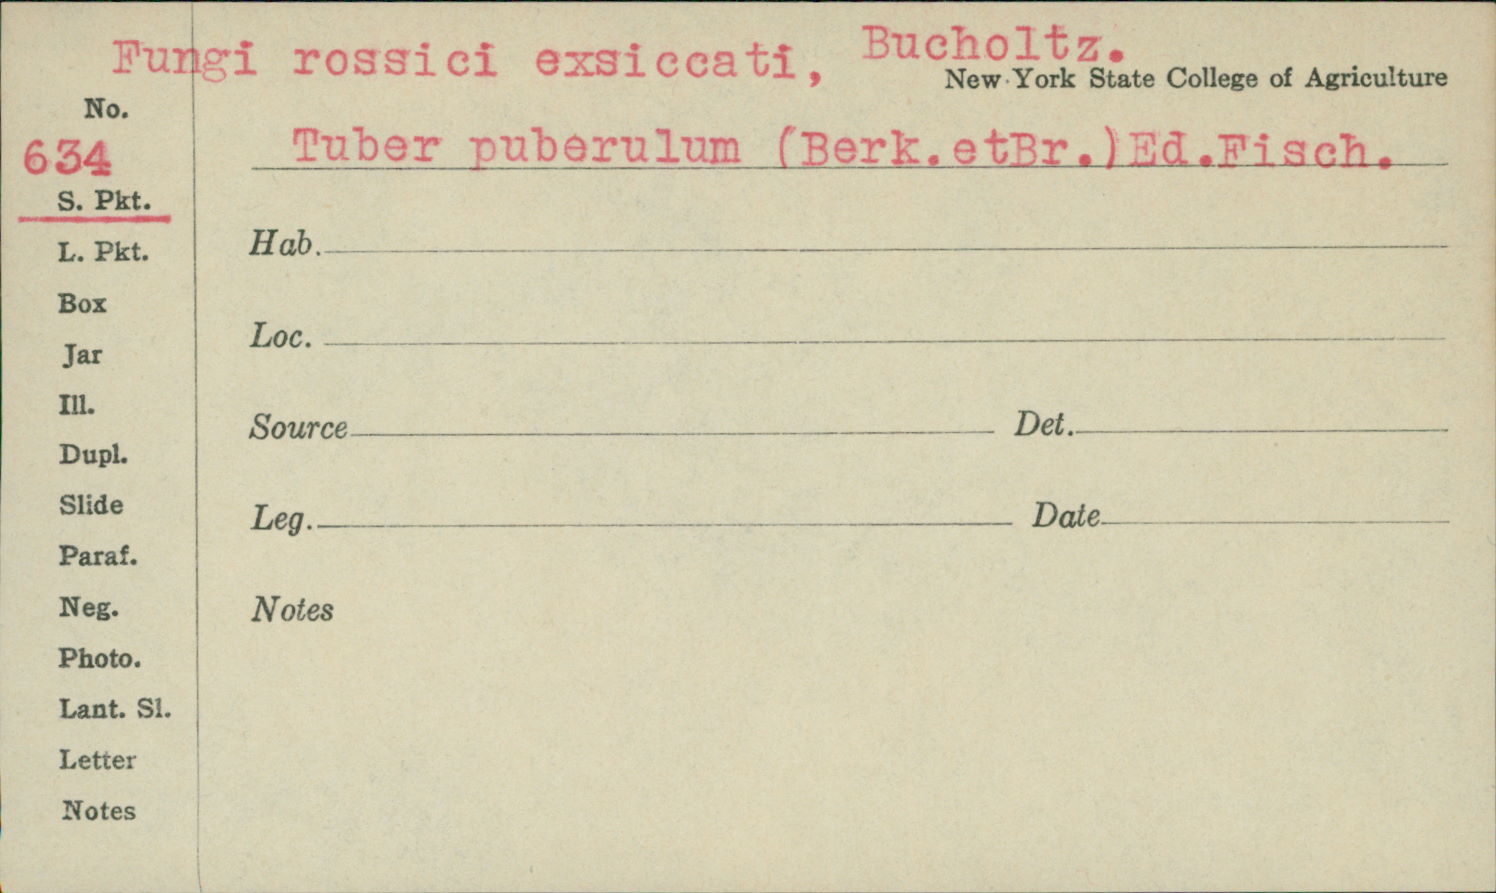 Fungi rossici exsiccati, Bucholtz.
New York State College of Agriculture
No.
634
Tuber puberulum (Berk.etBr.)Ed.Fisch.
S. Pkt.
L. Pkt.
Box
Jar
Ill.
Dupl.
Slide
Paraf.
Neg.
Photo.
Lant. Sl.
Letter
Notes
Hab.
Loc.
Source Det.
Leg. Date
Notes